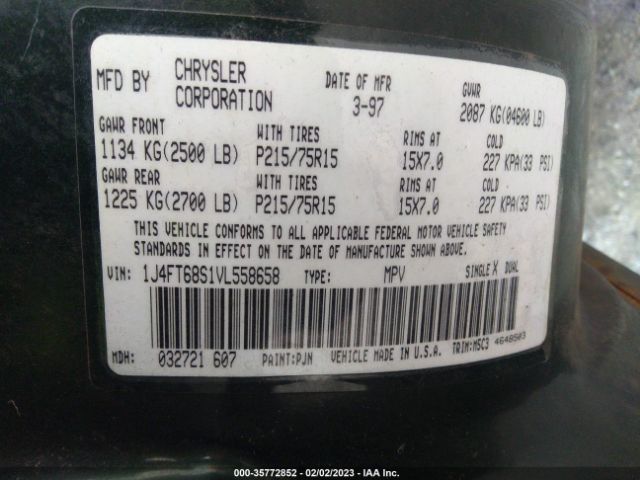 MFD BY CHRYSLER CORPORATION DATE OF MFR 3-97 GVWR 2087 KG(04600 LB)
GAWR FRONT WITH TIRES RIMS AT COLD
1134 KG(2500 LB) P215/75R15 15X7.0 227 KPA(33 PSI)
GAWR REAR WITH TIRES RIMS AT COLD
1225 KG(2700 LB) P215/75R15 15X7.0 227 KPA(33 PSI)
THIS VEHICLE CONFORMS TO ALL APPLICABLE FEDERAL MOTOR VEHICLE SAFETY
STANDARDS IN EFFECT ON THE DATE OF MANUFACTURE SHOWN ABOVE.
VIN: 1J4FT68S1VL558658 TYPE: MPV SINGLE X DUAL
MDH: 032721 607 PAINT:PJN VEHICLE MADE IN U.S.A. TRIM:M5C3 4648503
000-35772852 - 02/02/2023 - IAA Inc.